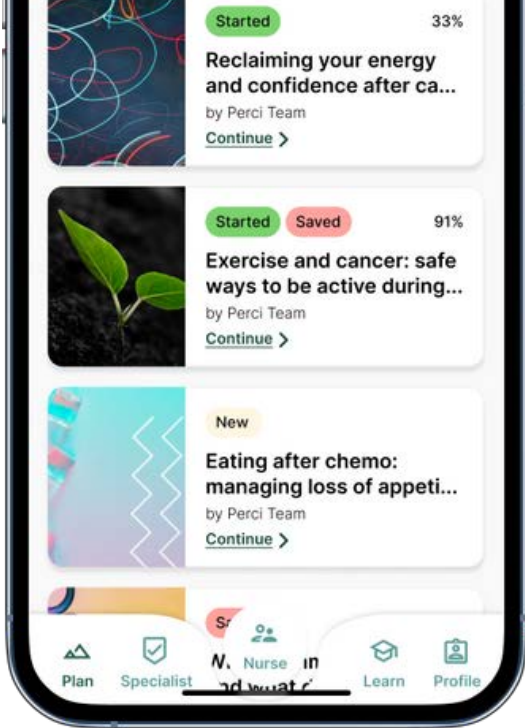 Started 33%
Reclaiming your energy
and confidence after ca...
by Perci Team
Continue
Started Saved 91%
Exercise and cancer: safe
ways to be active during...
by Perci Team
Continue
New
Eating after chemo:
managing loss of appeti...
by Perci Team
Continue
Plan Specialist Nurse Learn Profile